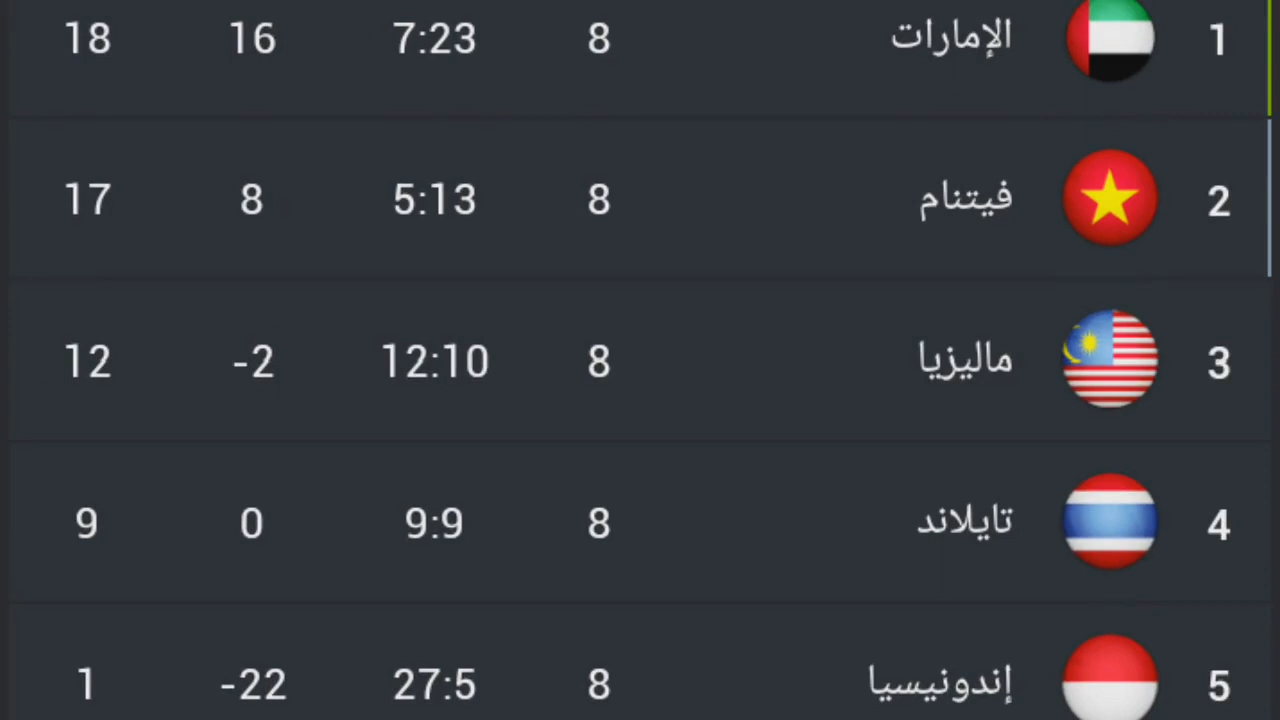 1 الإمارات 8 7:23 16 18
2 فيتنام 8 5:13 8 17
3 ماليزيا 8 12:10 -2 12
4 تايلاند 8 9:9 0 9
5 إندونيسيا 8 27:5 -22 1